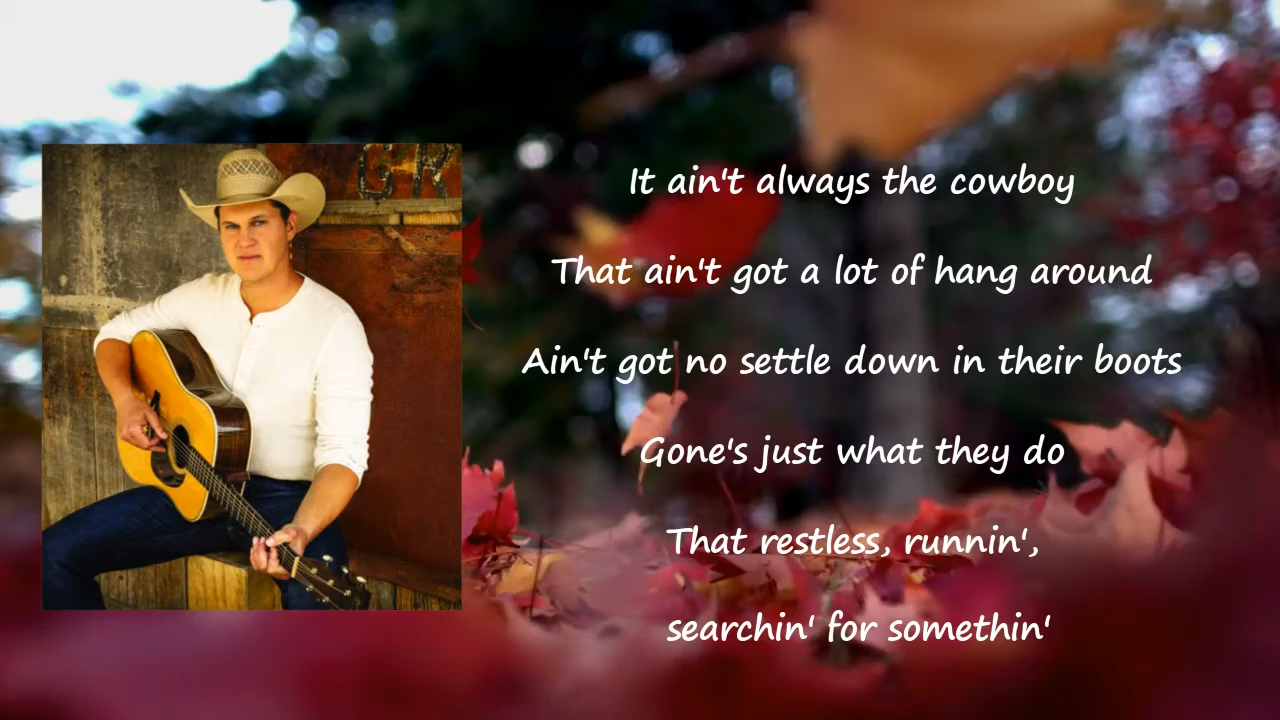 GK
It ain't always the cowboy
That ain't got a lot of hang around
Ain't got no settle down in their boots
Gone's just what they do
That restless, runnin',
searchin' for somethin'